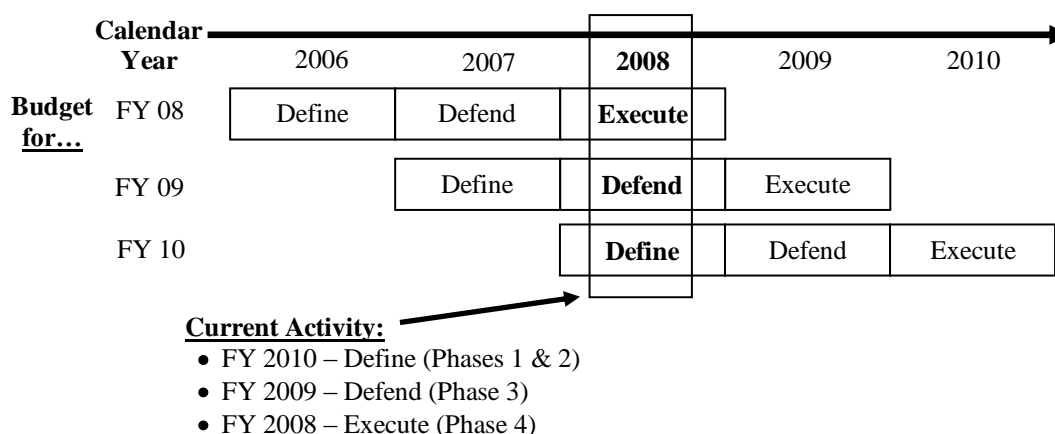 Calendar
Year 2006 2007 2008 2009 2010
Budget
for…
FY 08 Define Defend Execute
FY 09 Define Defend Execute
FY 10 Define Defend Execute
Current Activity:
• FY 2010 – Define (Phases 1 & 2)
• FY 2009 – Defend (Phase 3)
• FY 2008 – Execute (Phase 4)